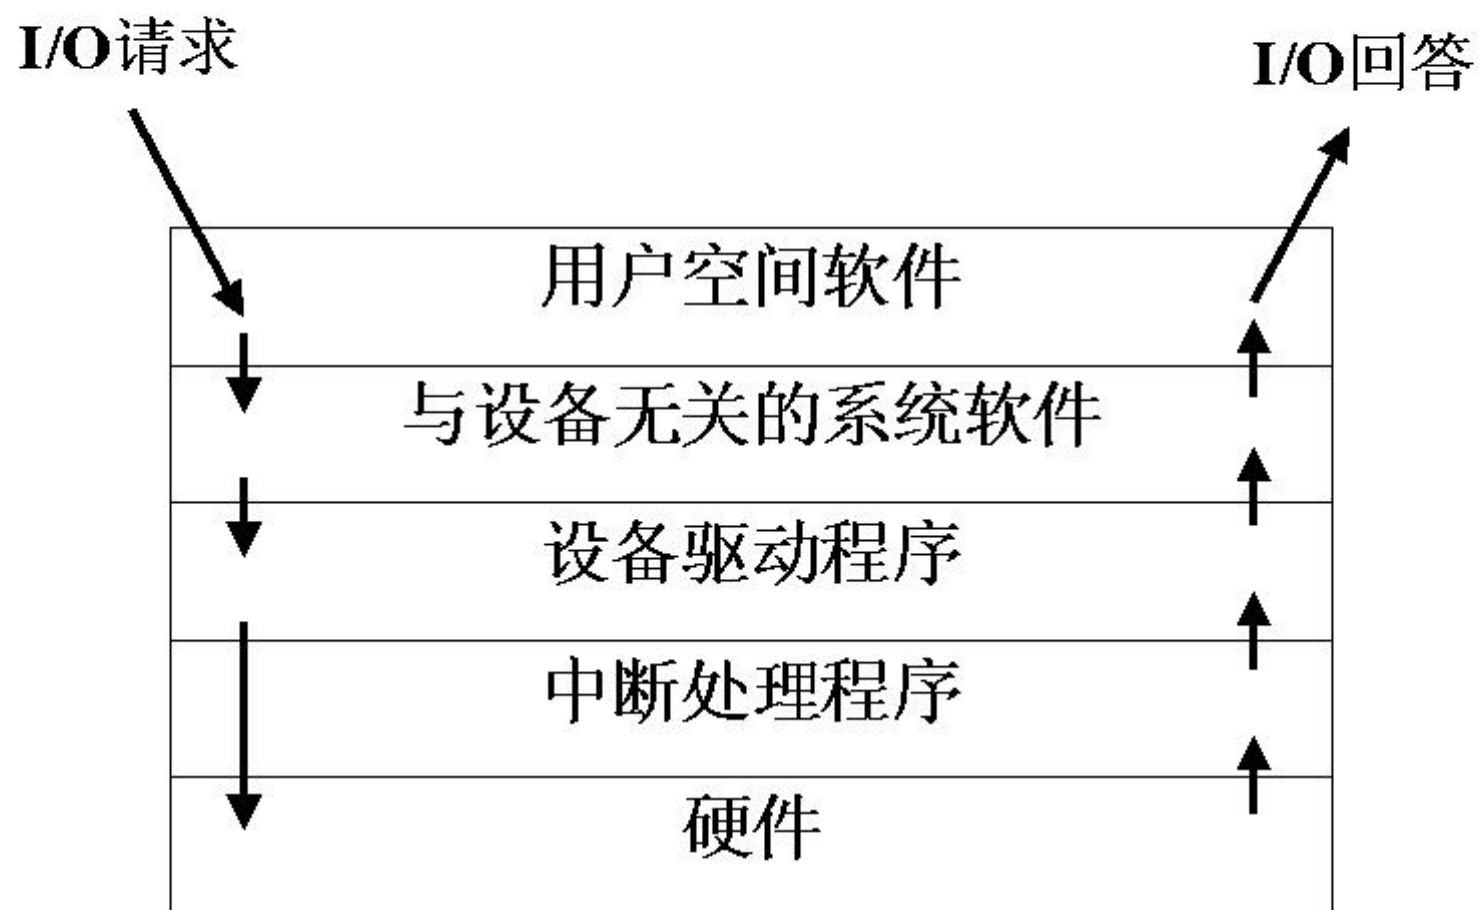 I/O请求
I/O回答
用户空间软件
与设备无关的系统软件
设备驱动程序
中断处理程序
硬件